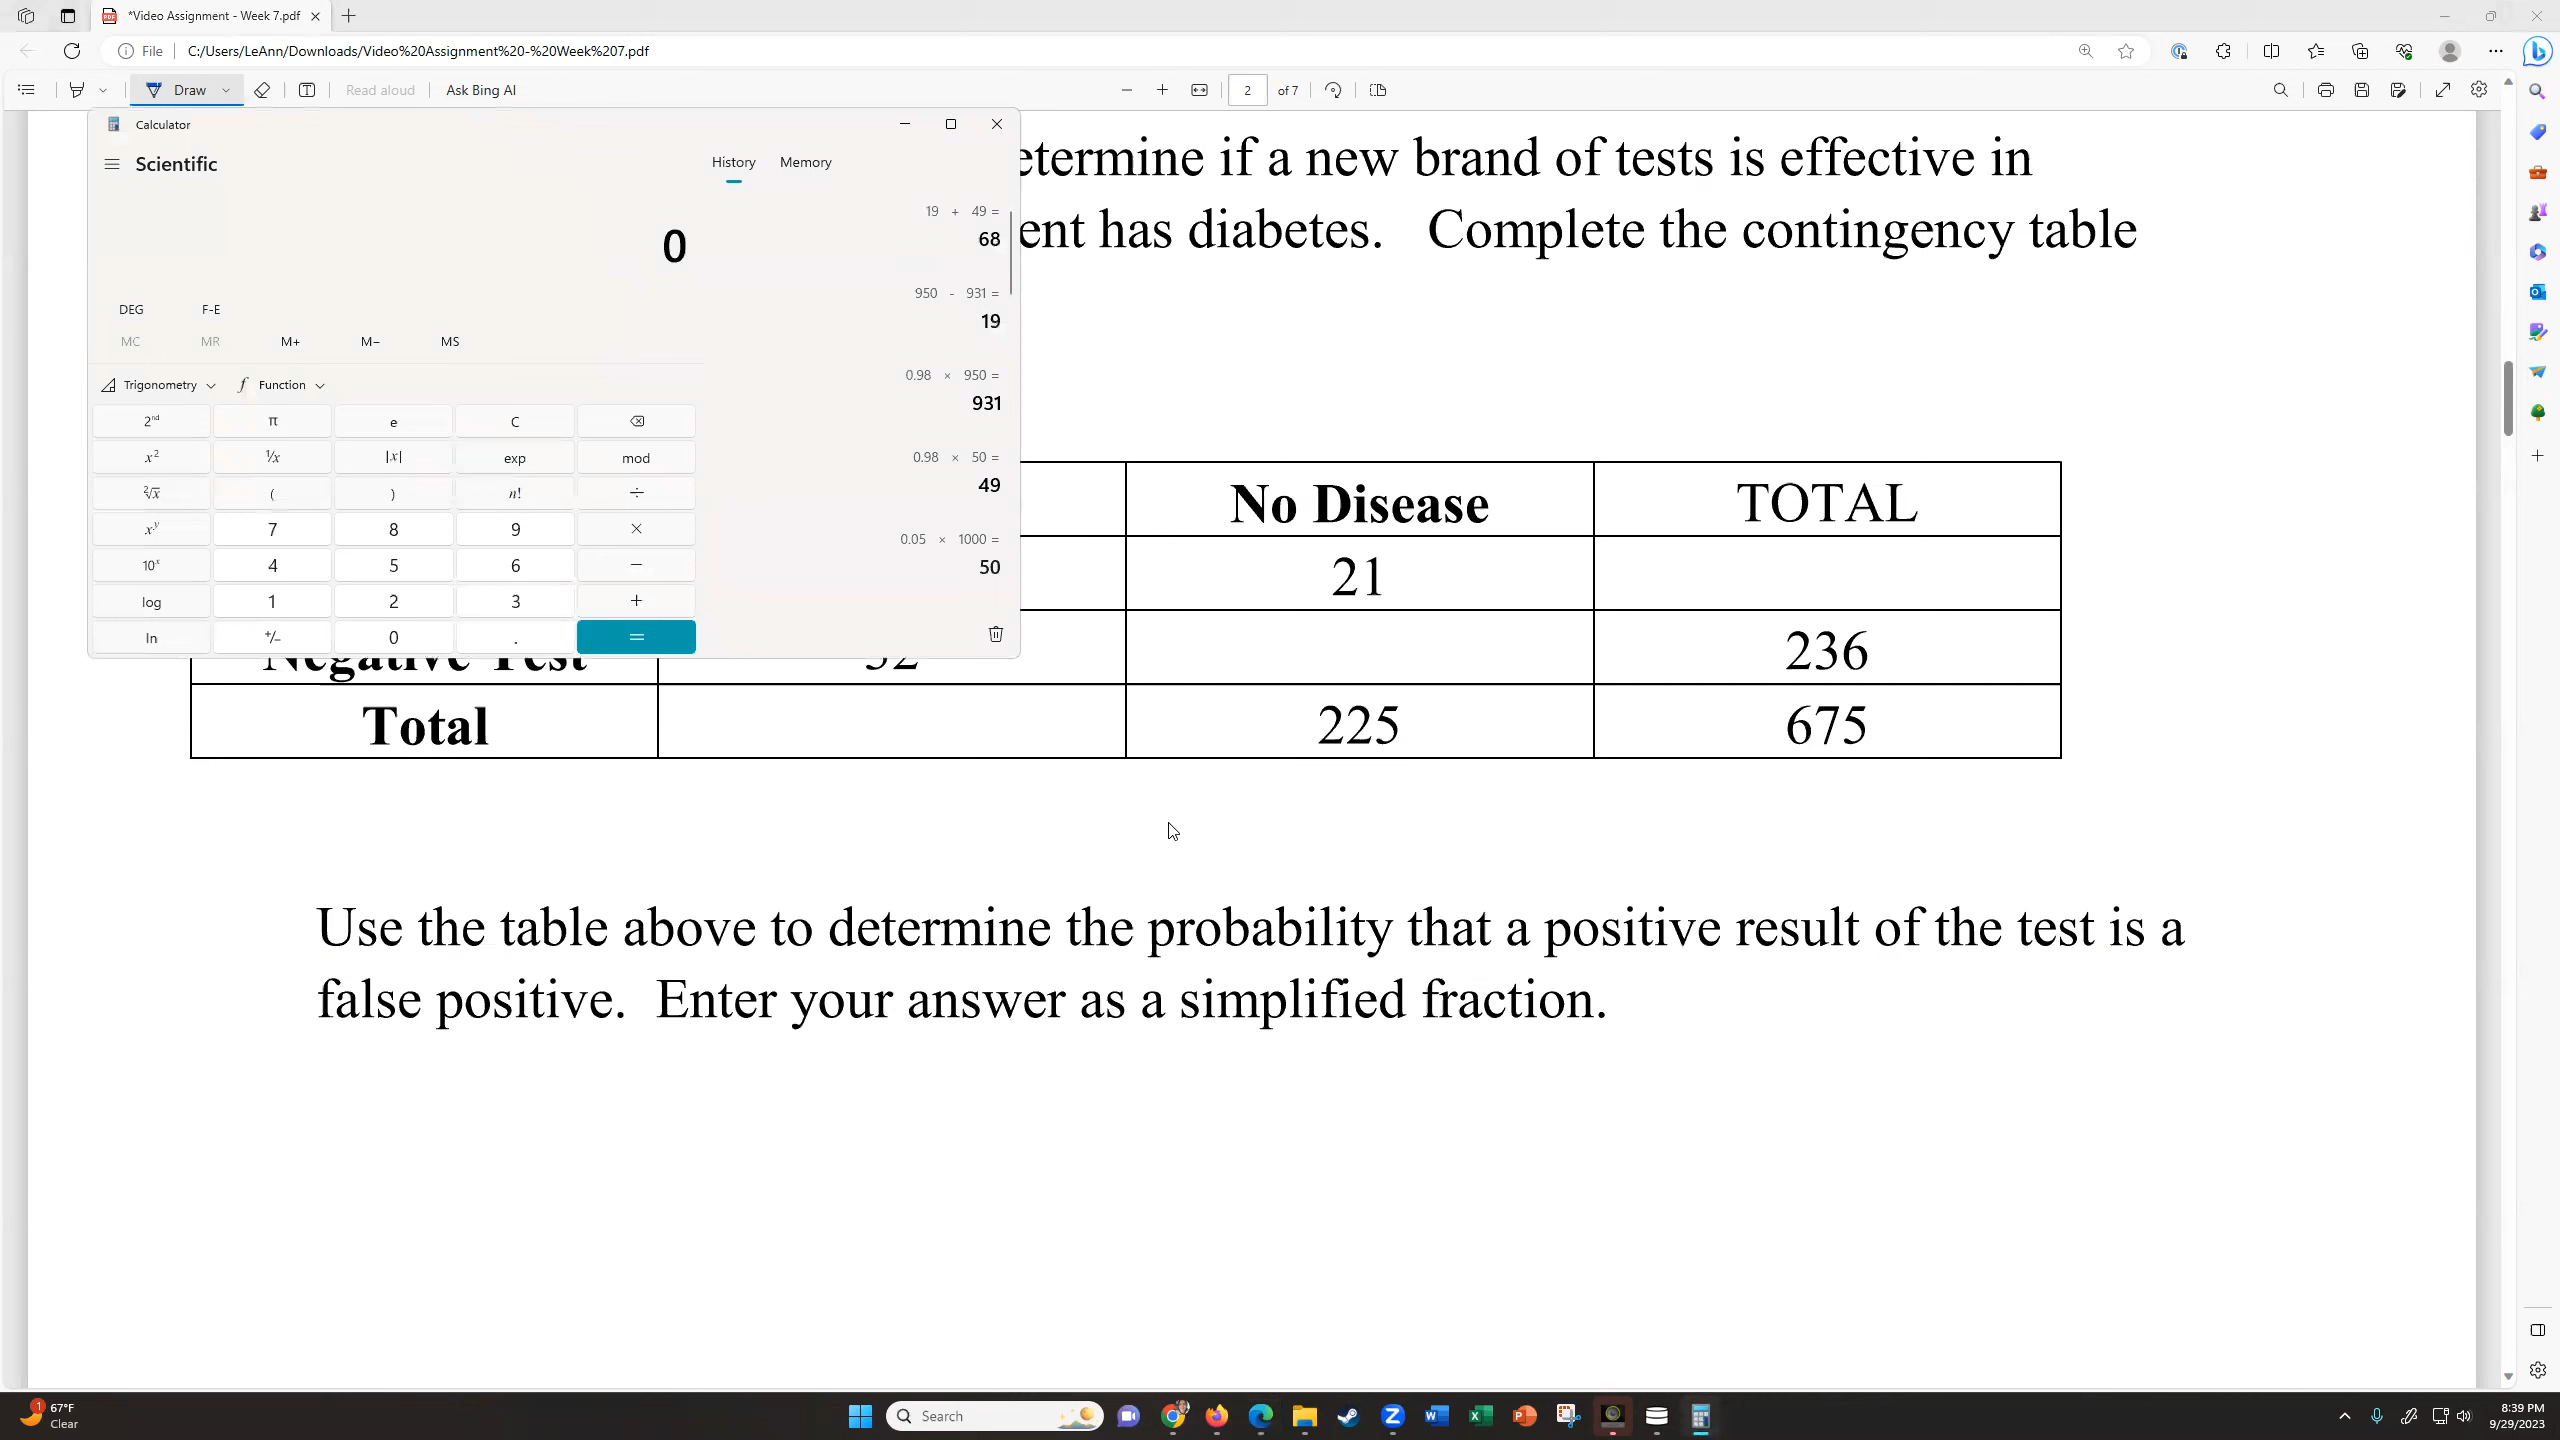 *Video Assignment - Week 7.pdf
File
C:/Users/LeAnn/Downloads/Video%20Assignment%20-%20Week%207.pdf
Draw
Read aloud
Ask Bing AI
2
of 7
Calculator
Scientific
History
Memory
0
DEG
F-E
MC
MR
M+
M−
MS
Trigonometry
Function
2nd
π
e
C
x2
1/x
|x|
exp
mod
2√x
(
)
n!
÷
xy
7
8
9
×
10x
4
5
6
−
log
1
2
3
+
ln
+/−
0
.
=
19 + 49 =
68
950 - 931 =
19
0.98 × 950 =
931
0.98 × 50 =
49
0.05 × 1000 =
50
etermine if a new brand of tests is effective in
ent has diabetes. Complete the contingency table
No Disease
TOTAL
21
Negative Test
236
Total
225
675
Use the table above to determine the probability that a positive result of the test is a
false positive. Enter your answer as a simplified fraction.
1
67°F
Clear
Search
8:39 PM
9/29/2023